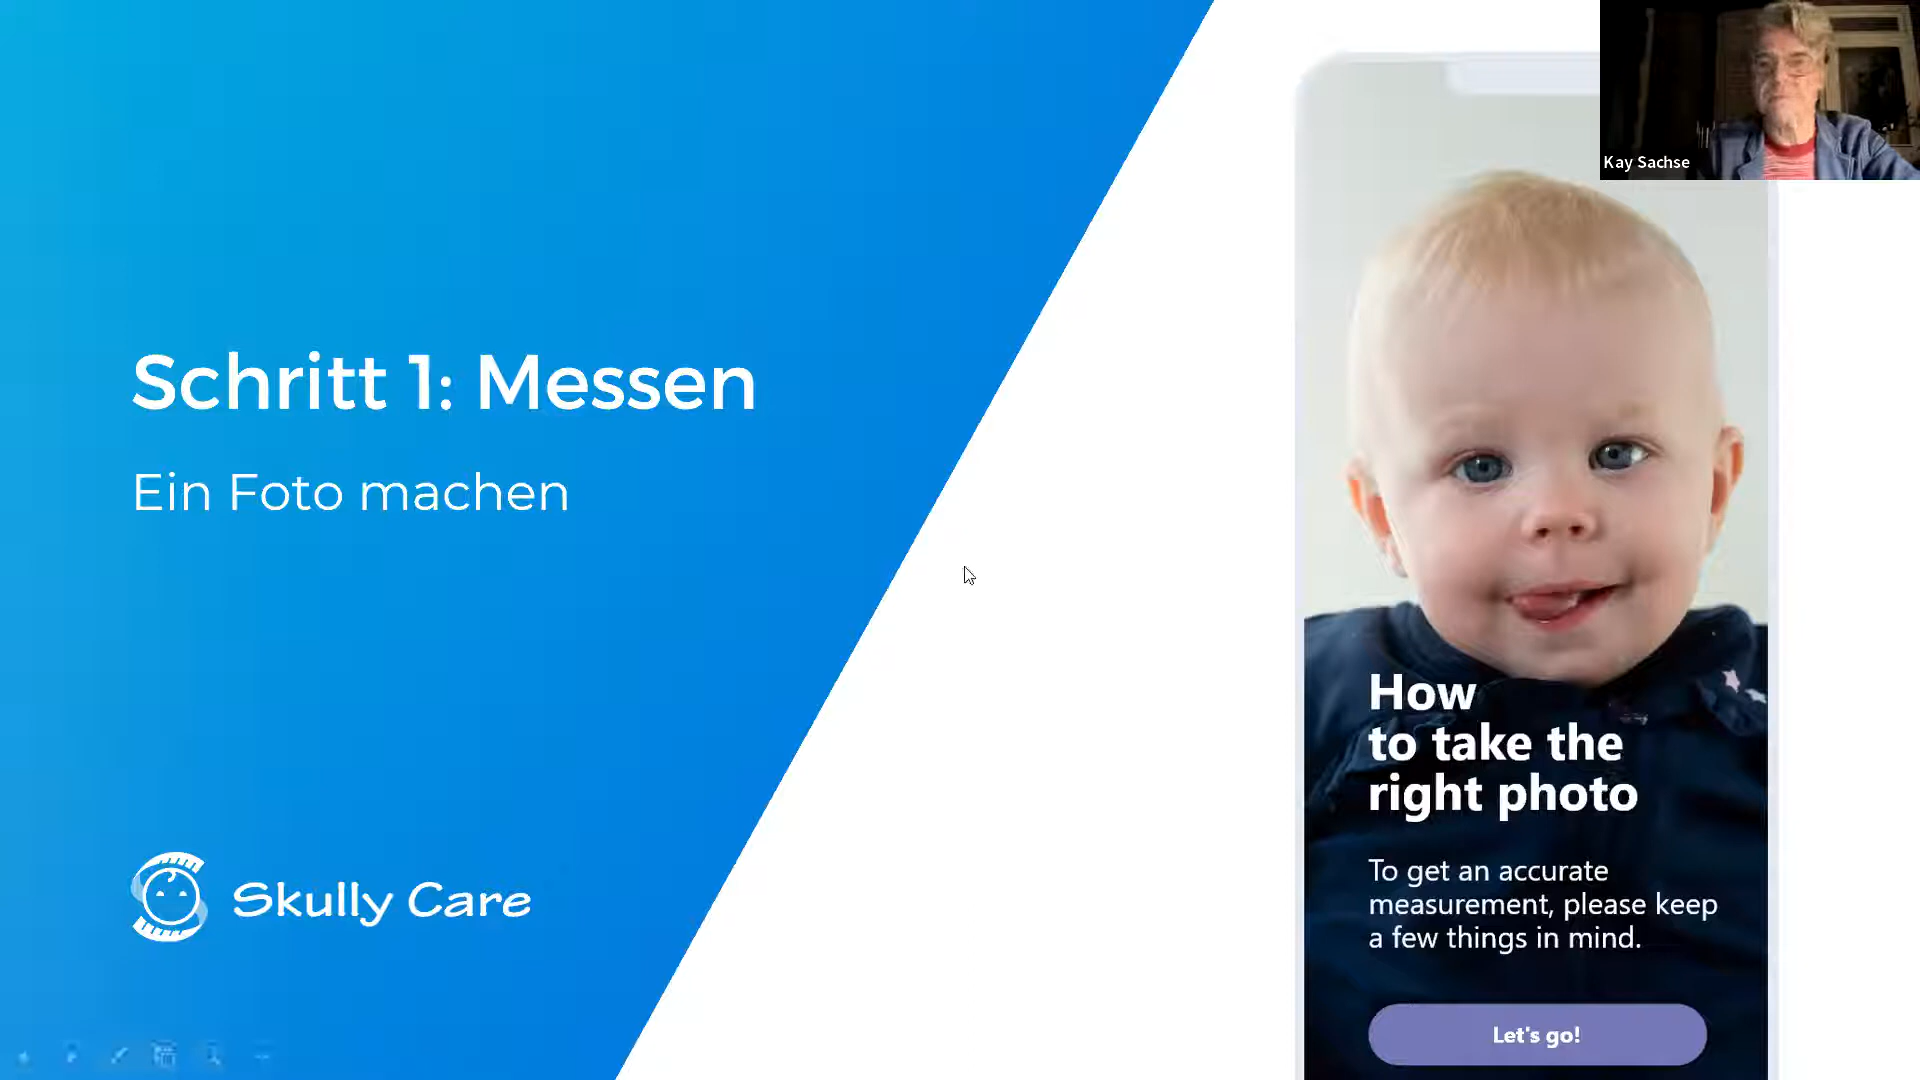 Schritt 1: Messen
Ein Foto machen
Skully Care
Kay Sachse
How
to take the
right photo
To get an accurate
measurement, please keep
a few things in mind.
Let's go!